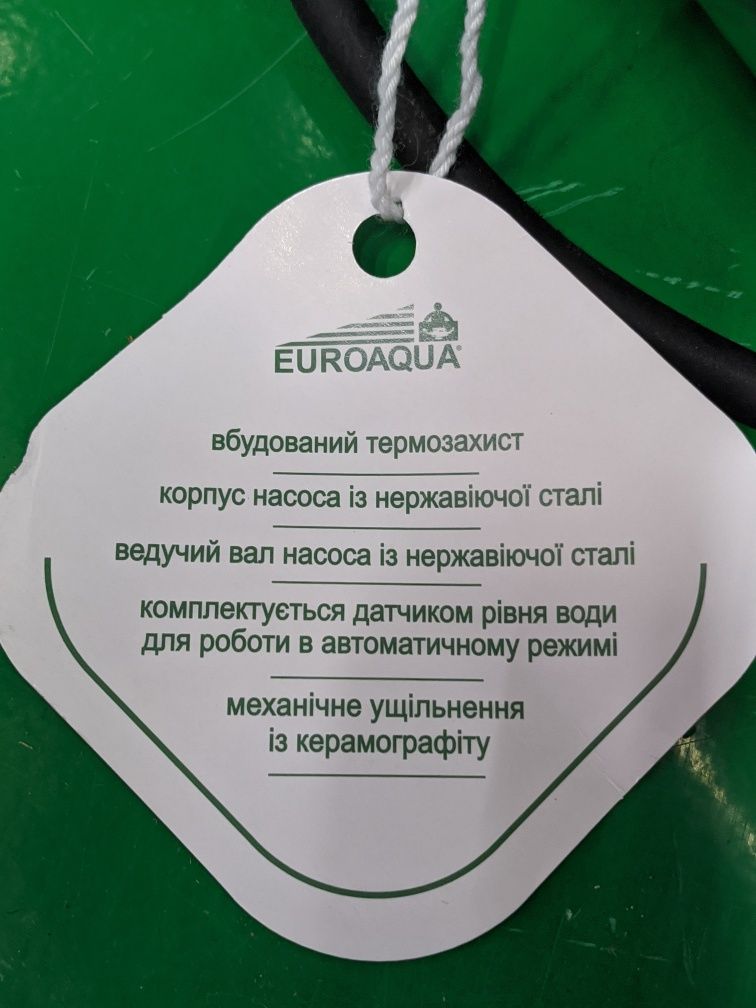 EUROAQUA®
вбудований термозахист
корпус насоса із нержавіючої сталі
ведучий вал насоса із нержавіючої сталі
комплектується датчиком рівня води
для роботи в автоматичному режимі
механічне ущільнення
із керамографіту